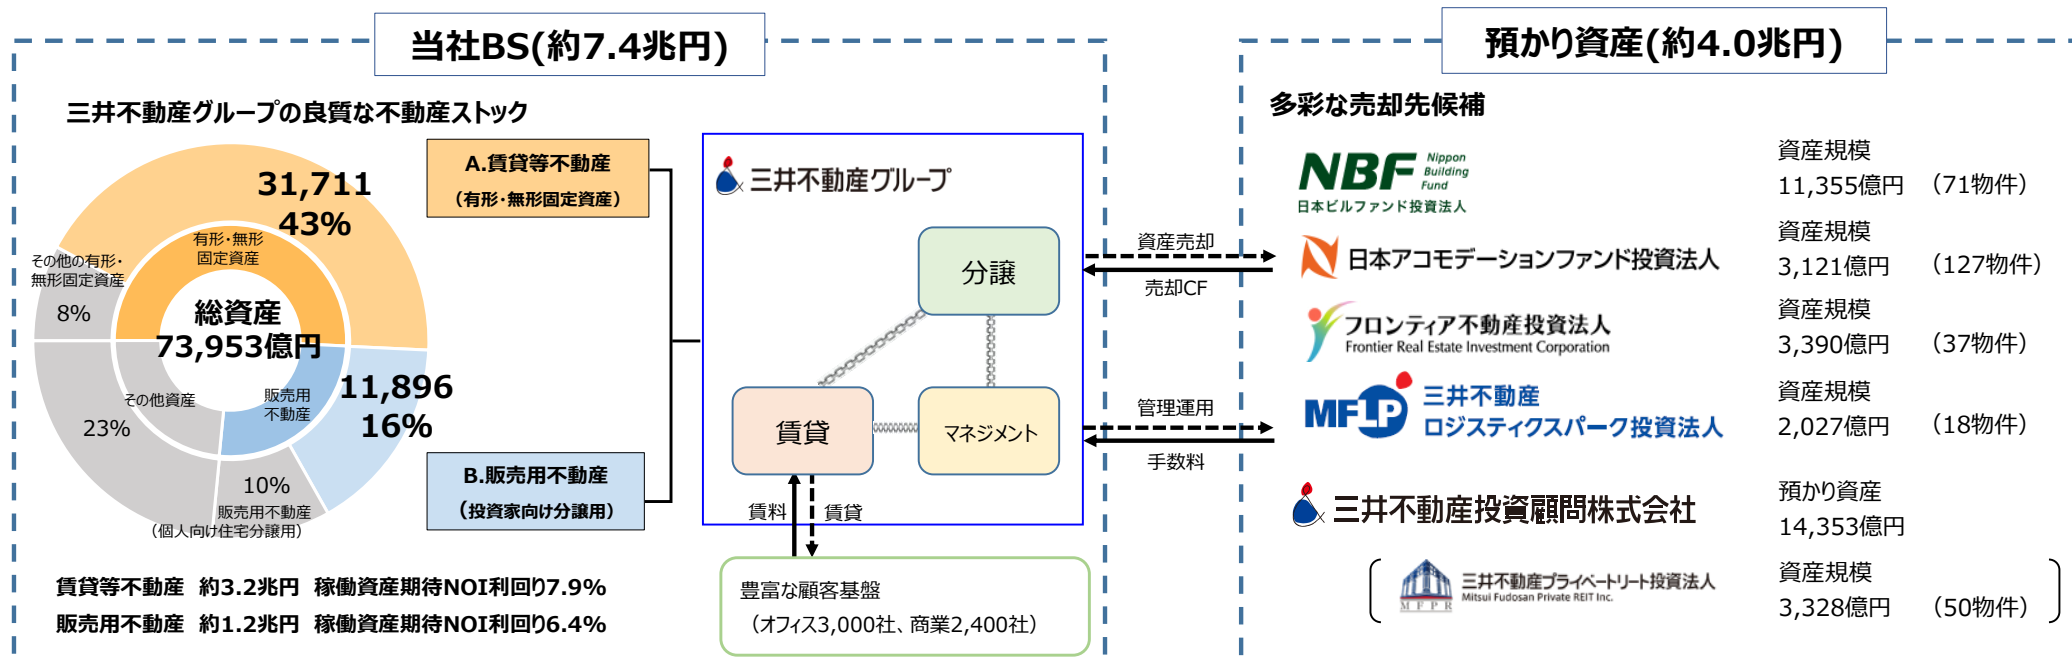 当社BS(約7.4兆円)
三井不動産グループの良質な不動産ストック
31,711
43%
有形・無形
固定資産
その他の有形・
無形固定資産
8%
総資産
73,953億円
その他資産
23%
販売用
不動産
11,896
16%
10%
販売用不動産
(個人向け住宅分譲用)
A.賃貸等不動産
(有形・無形固定資産)
B.販売用不動産
(投資家向け分譲用)
賃貸等不動産 約3.2兆円 稼働資産期待NOI利回り7.9%
販売用不動産 約1.2兆円 稼働資産期待NOI利回り6.4%
三井不動産グループ
分譲
賃貸
マネジメント
賃料
賃貸
豊富な顧客基盤
(オフィス3,000社、商業2,400社)
資産売却
売却CF
管理運用
手数料
預かり資産(約4.0兆円)
多彩な売却先候補
NBF Nippon
Building
Fund
日本ビルファンド投資法人
資産規模
11,355億円 (71物件)
日本アコモデーションファンド投資法人
資産規模
3,121億円 (127物件)
フロンティア不動産投資法人
Frontier Real Estate Investment Corporation
資産規模
3,390億円 (37物件)
MFLP 三井不動産
ロジスティクスパーク投資法人
資産規模
2,027億円 (18物件)
三井不動産投資顧問株式会社
預かり資産
14,353億円
三井不動産プライベートリート投資法人
Mitsui Fudosan Private REIT Inc.
MFPR
資産規模
3,328億円 (50物件)